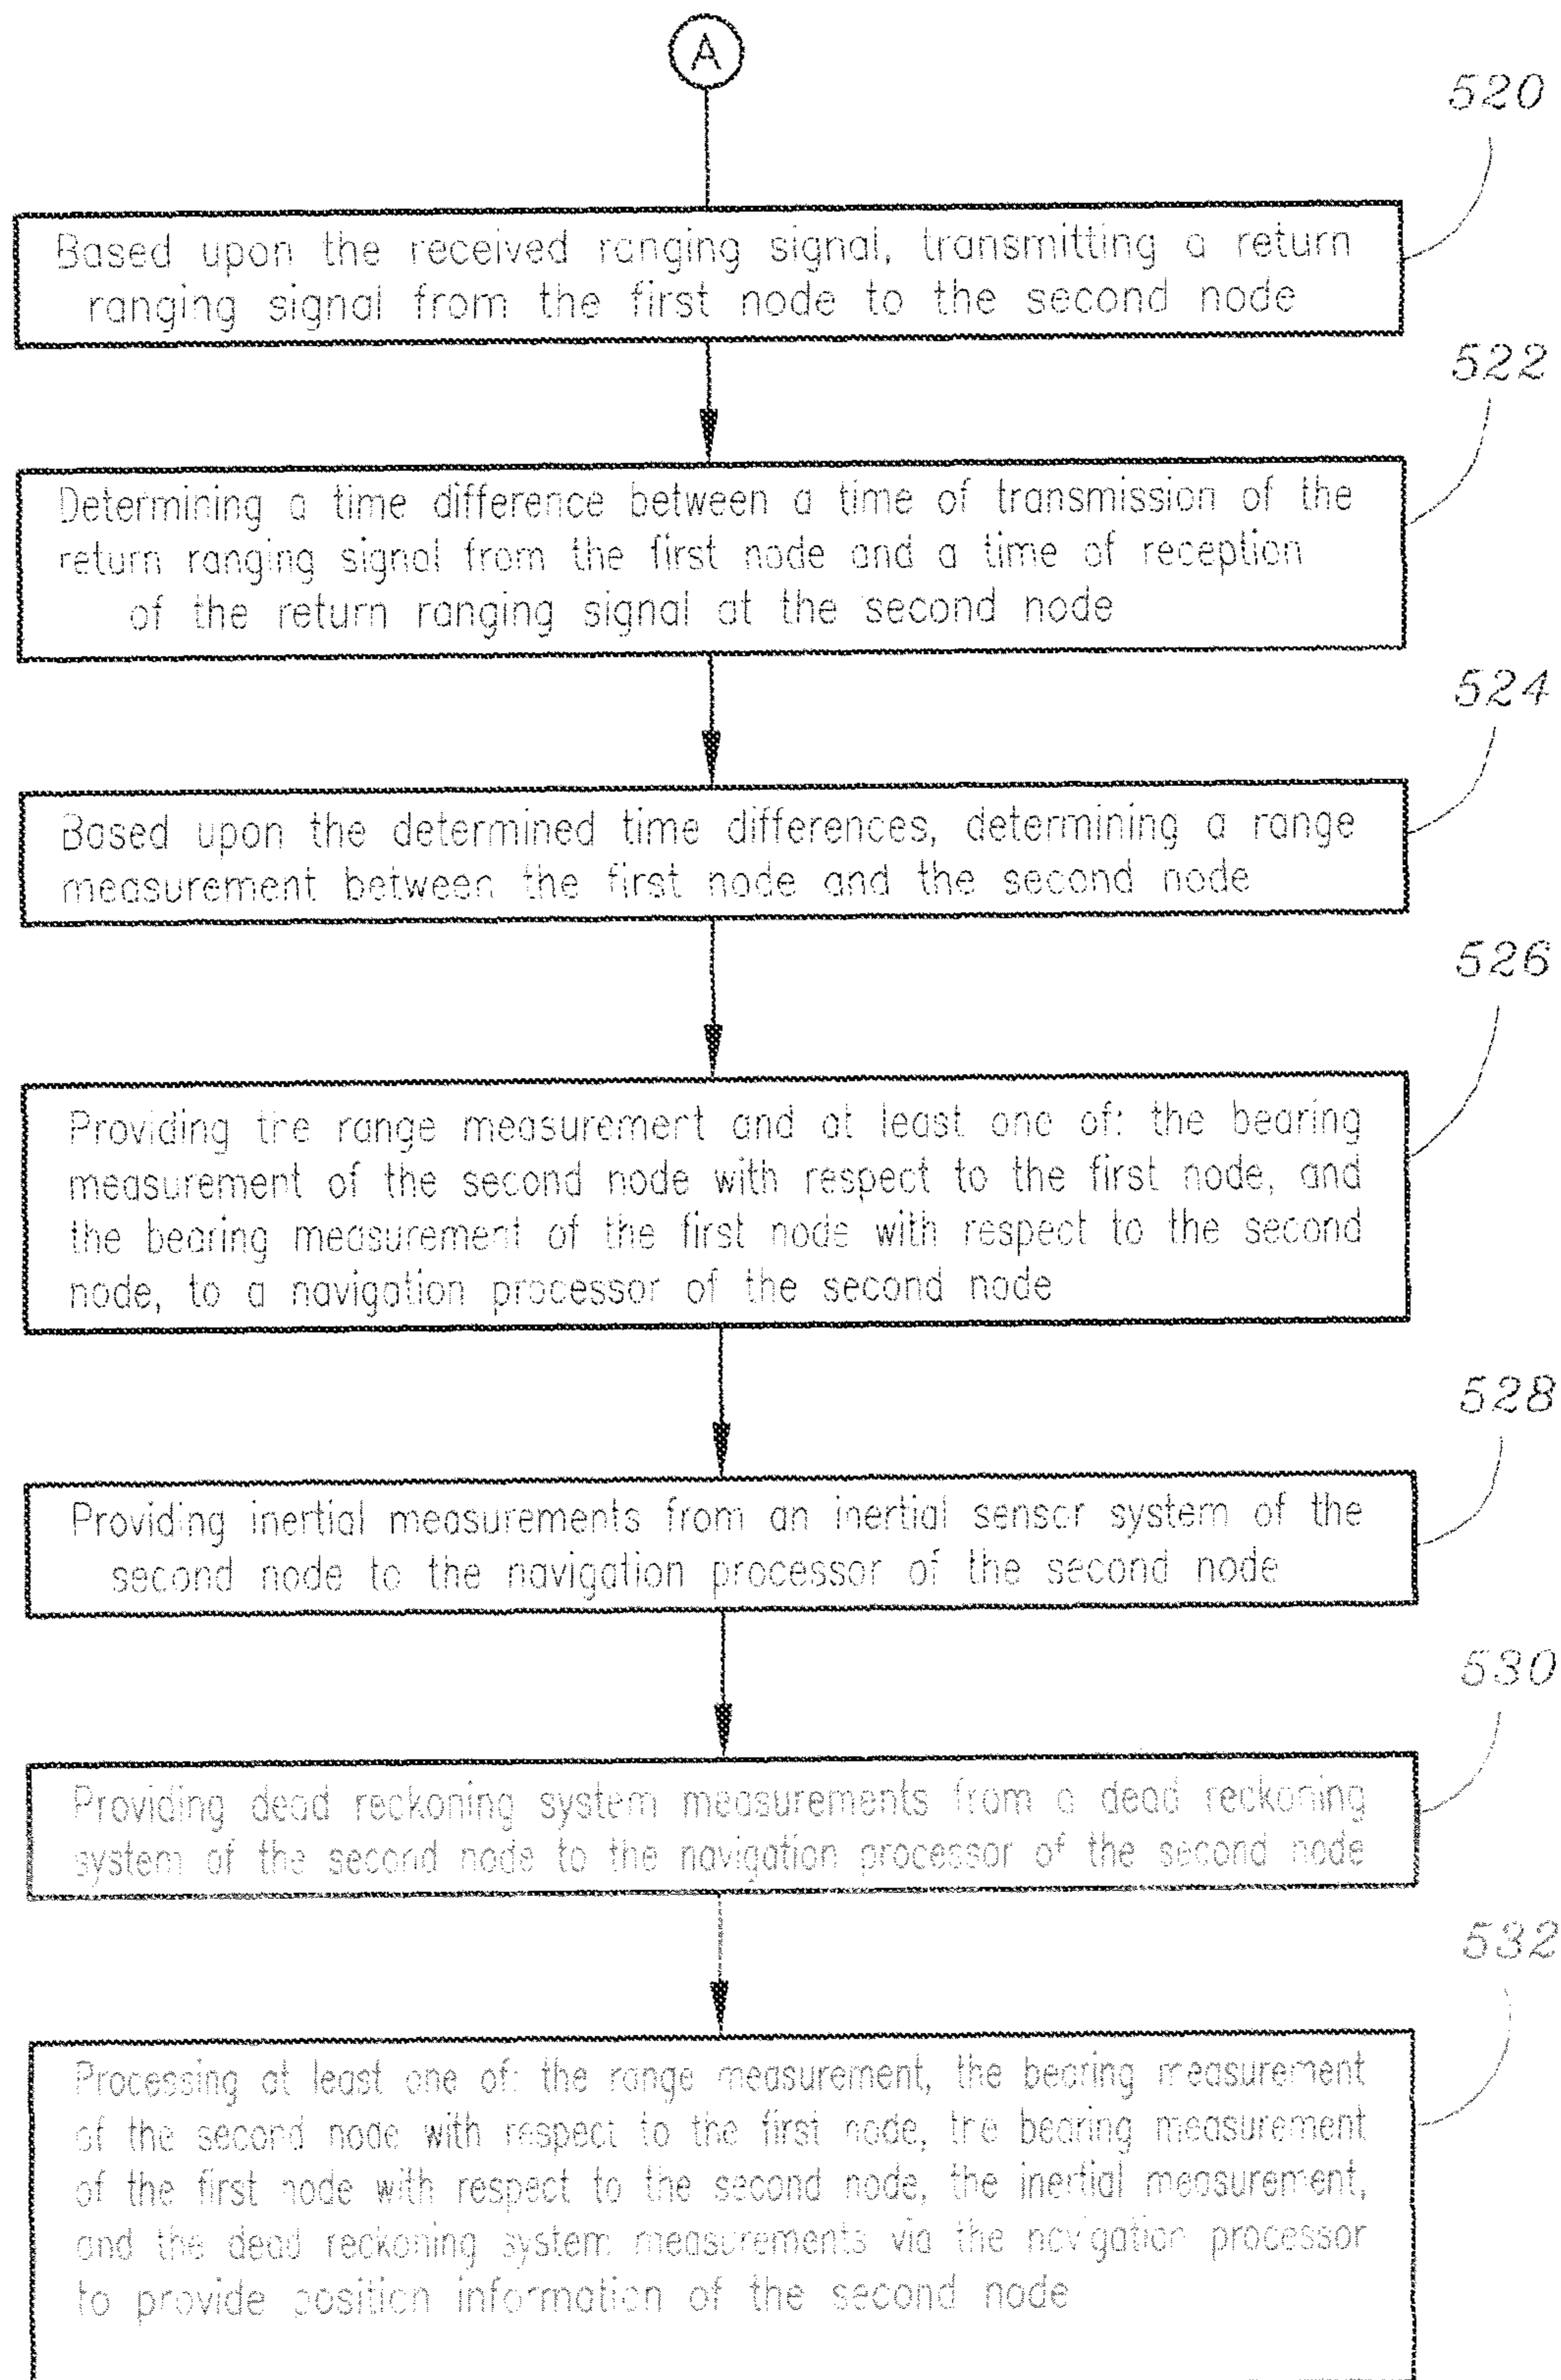 A
520
Based upon the received ranging signal, transmitting a return
ranging signal from the first node to the second node
522
Determining a time difference between a time of transmission of the
return ranging signal from the first node and a time of reception
of the return ranging signal at the second node
524
Based upon the determined time differences, determining a range
measurement between the first node and the second node
526
Providing the range measurement and at least one of: the bearing
measurement of the second node with respect to the first node, and
the bearing measurement of the first node with respect to the second
node, to a navigation processor of the second node
528
Providing inertial measurements from an inertial sensor system of the
second node to the navigation processor of the second node
530
Providing dead reckoning system measurements from a dead reckoning
system of the second node to the navigation processor of the second node
532
Processing at least one of: the range measurement, the bearing measurement
of the second node with respect to the first node, the bearing measurement
of the first node with respect to the second node, the inertial measurement,
and the dead reckoning system measurements via the navigation processor
to provide position information of the second node